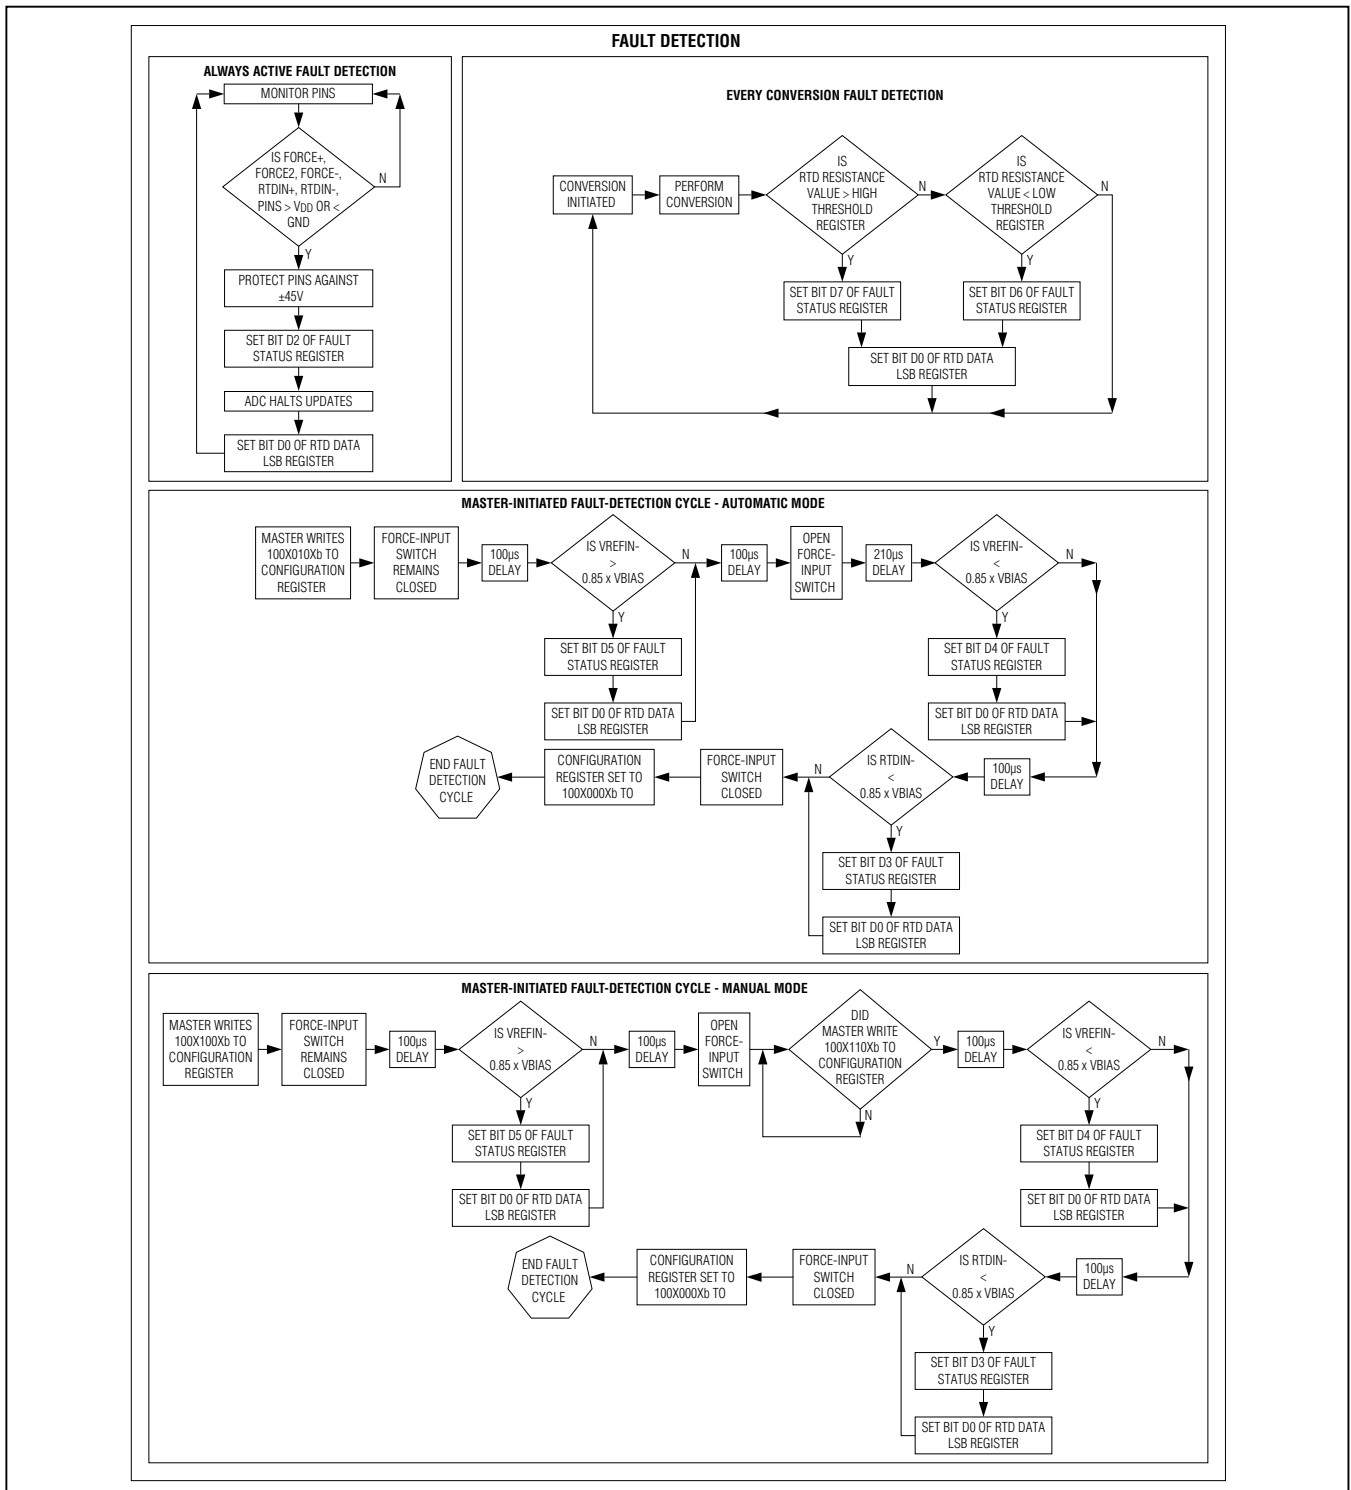 FAULT DETECTION
ALWAYS ACTIVE FAULT DETECTION
MONITOR PINS
IS FORCE+,
FORCE2, FORCE-,
RTDIN+, RTDIN-,
PINS > VDD OR <
GND
N
Y
PROTECT PINS AGAINST
±45V
SET BIT D2 OF FAULT
STATUS REGISTER
ADC HALTS UPDATES
SET BIT D0 OF RTD DATA
LSB REGISTER
EVERY CONVERSION FAULT DETECTION
CONVERSION
INITIATED
PERFORM
CONVERSION
IS
RTD RESISTANCE
VALUE > HIGH
THRESHOLD
REGISTER
N
Y
IS
RTD RESISTANCE
VALUE < LOW
THRESHOLD
REGISTER
N
Y
SET BIT D7 OF FAULT
STATUS REGISTER
SET BIT D6 OF FAULT
STATUS REGISTER
SET BIT D0 OF RTD DATA
LSB REGISTER
MASTER-INITIATED FAULT-DETECTION CYCLE - AUTOMATIC MODE
MASTER WRITES
100X010Xb TO
CONFIGURATION
REGISTER
FORCE-INPUT
SWITCH
REMAINS
CLOSED
100µs
DELAY
IS VREFIN-
>
0.85 x VBIAS
N
Y
SET BIT D5 OF FAULT
STATUS REGISTER
SET BIT D0 OF RTD DATA
LSB REGISTER
100µs
DELAY
OPEN
FORCE-
INPUT
SWITCH
210µs
DELAY
IS VREFIN-
<
0.85 x VBIAS
N
Y
SET BIT D4 OF FAULT
STATUS REGISTER
SET BIT D0 OF RTD DATA
LSB REGISTER
100µs
DELAY
IS RTDIN-
<
0.85 x VBIAS
N
Y
SET BIT D3 OF FAULT
STATUS REGISTER
SET BIT D0 OF RTD DATA
LSB REGISTER
FORCE-INPUT
SWITCH
CLOSED
CONFIGURATION
REGISTER SET TO
100X000Xb TO
END FAULT
DETECTION
CYCLE
MASTER-INITIATED FAULT-DETECTION CYCLE - MANUAL MODE
MASTER WRITES
100X100Xb TO
CONFIGURATION
REGISTER
FORCE-INPUT
SWITCH
REMAINS
CLOSED
100µs
DELAY
IS VREFIN-
>
0.85 x VBIAS
N
Y
SET BIT D5 OF FAULT
STATUS REGISTER
SET BIT D0 OF RTD DATA
LSB REGISTER
100µs
DELAY
OPEN
FORCE-
INPUT
SWITCH
DID
MASTER WRITE
100X110Xb TO
CONFIGURATION
REGISTER
Y
N
100µs
DELAY
IS VREFIN-
<
0.85 x VBIAS
N
Y
SET BIT D4 OF FAULT
STATUS REGISTER
SET BIT D0 OF RTD DATA
LSB REGISTER
100µs
DELAY
IS RTDIN-
<
0.85 x VBIAS
N
Y
SET BIT D3 OF FAULT
STATUS REGISTER
SET BIT D0 OF RTD DATA
LSB REGISTER
FORCE-INPUT
SWITCH
CLOSED
CONFIGURATION
REGISTER SET TO
100X000Xb TO
END FAULT
DETECTION
CYCLE